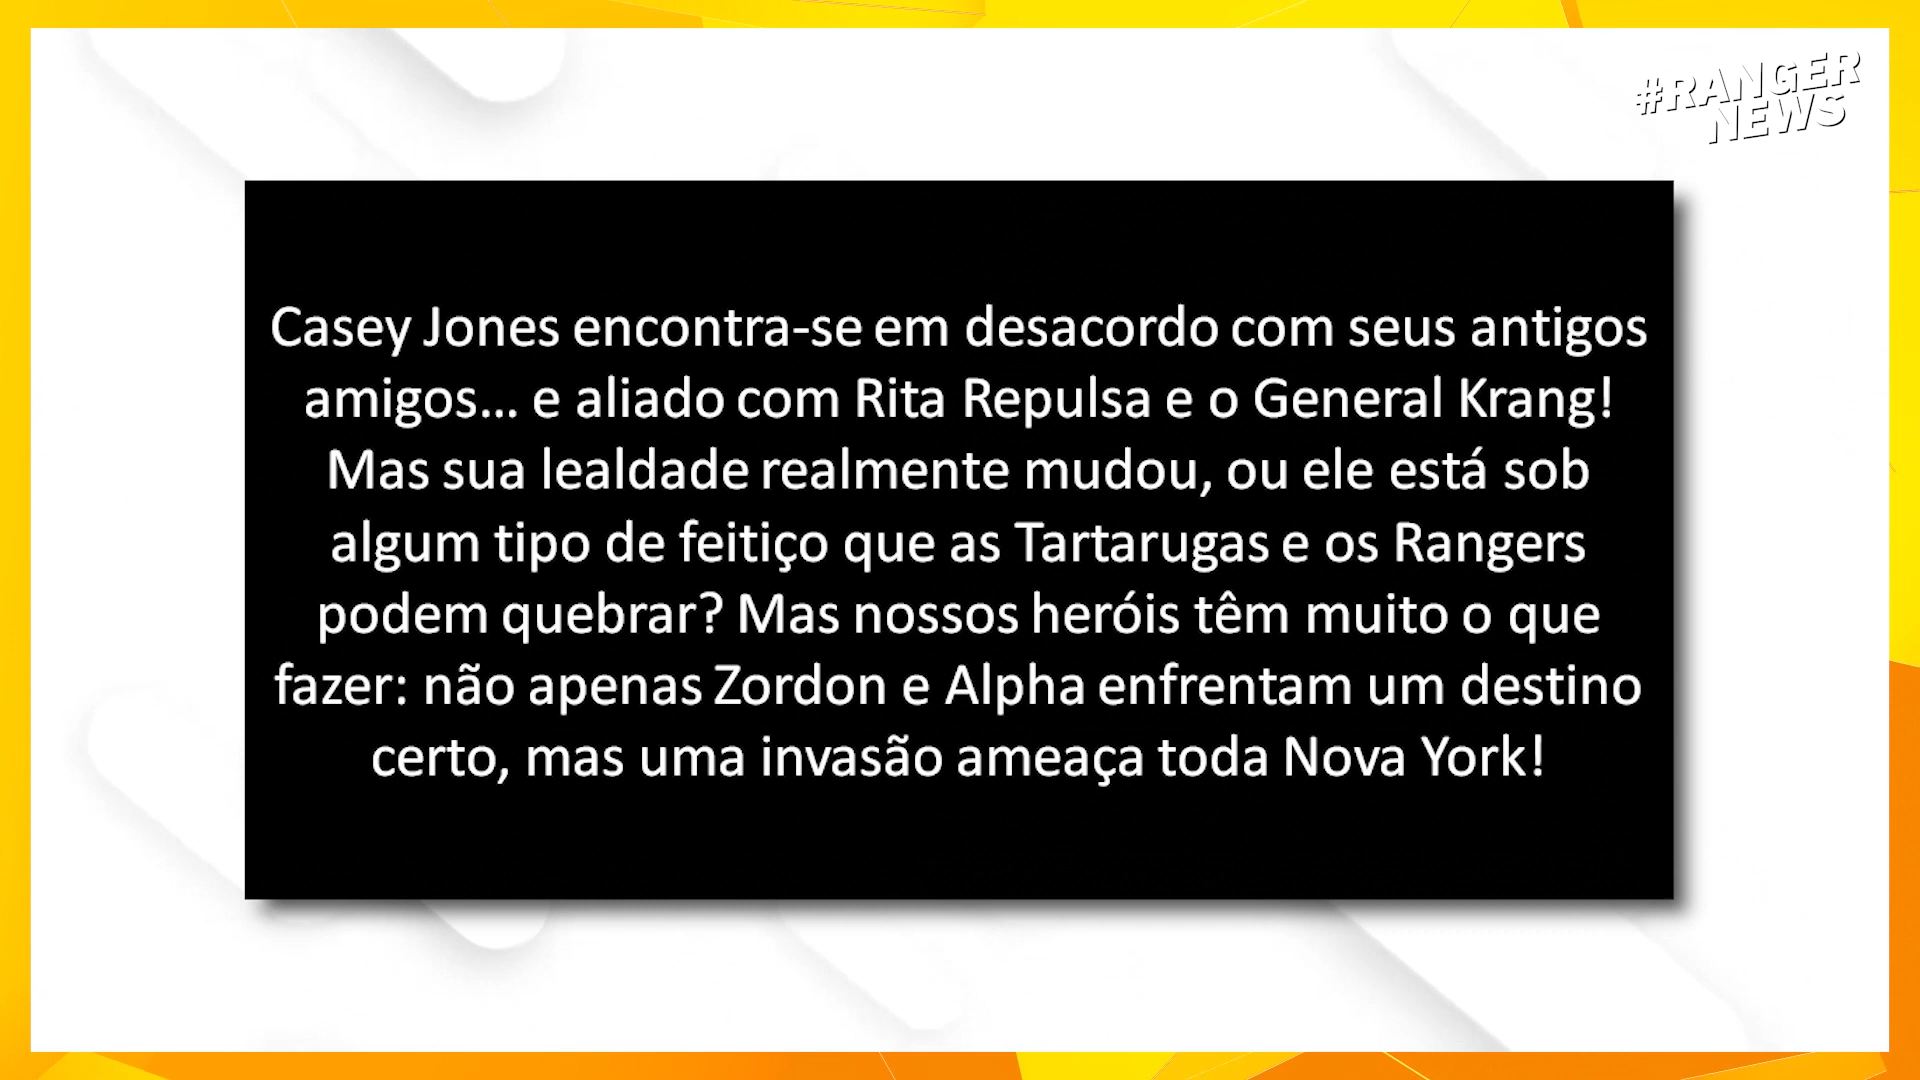 #RANGER
NEWS
Casey Jones encontra-se em desacordo com seus antigos
amigos... e aliado com Rita Repulsa e o General Krang!
Mas sua lealdade realmente mudou, ou ele está sob
algum tipo de feitiço que as Tartarugas e os Rangers
podem quebrar? Mas nossos heróis têm muito o que
fazer: não apenas Zordon e Alpha enfrentam um destino
certo, mas uma invasão ameaça toda Nova York!